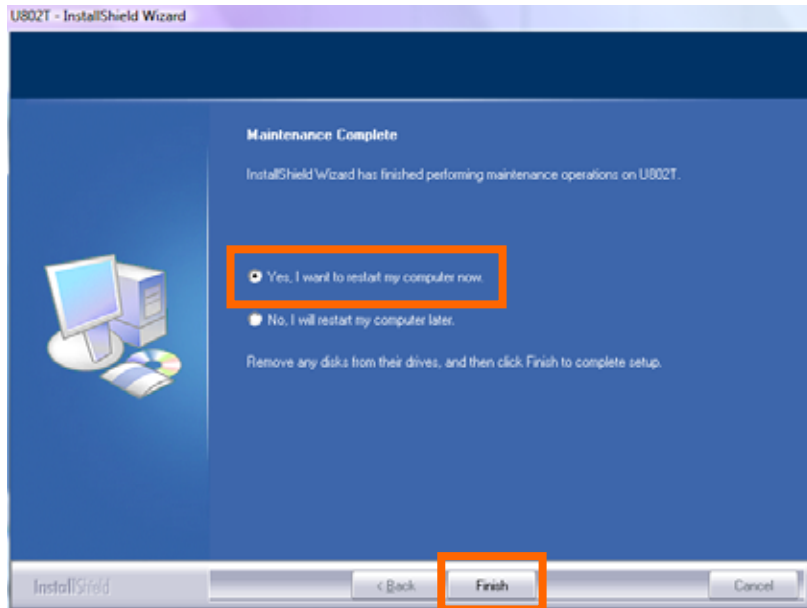 U802T - InstallShield Wizard
Maintenance Complete
InstallShield Wizard has finished performing maintenance operations on U802T.
Yes, I want to restart my computer now.
No, I will restart my computer later.
Remove any disks from their drives, and then click Finish to complete setup.
InstallShield
< Back
Finish
Cancel